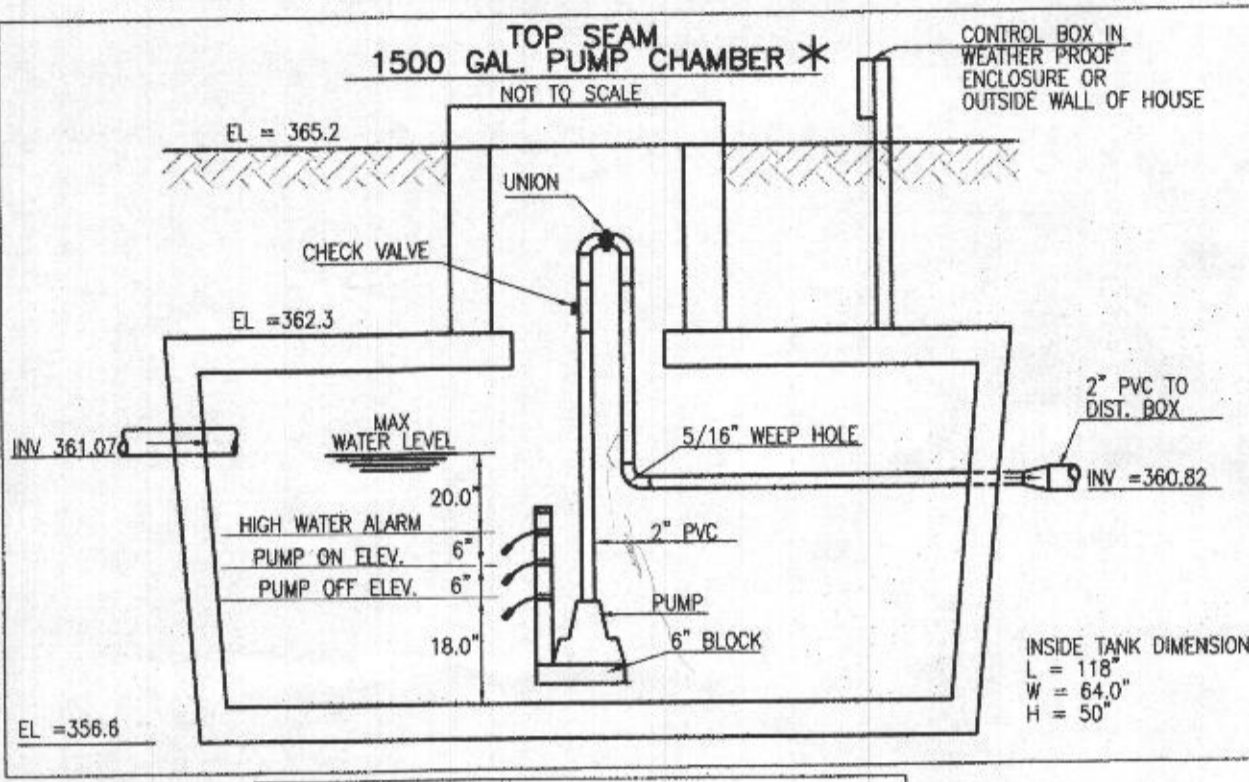 TOP SEAM
1500 GAL. PUMP CHAMBER *
NOT TO SCALE
CONTROL BOX IN
WEATHER PROOF
ENCLOSURE OR
OUTSIDE WALL OF HOUSE
EL = 365.2
UNION
CHECK VALVE
EL =362.3
2" PVC TO
DIST. BOX
MAX
WATER LEVEL
INV 361.07
5/16" WEEP HOLE
INV =360.82
20.0"
HIGH WATER ALARM
6"
2" PVC
PUMP ON ELEV.
PUMP OFF ELEV.
6"
PUMP
18.0"
6" BLOCK
INSIDE TANK DIMENSION
L = 118"
W = 64.0"
H = 50"
EL =356.6